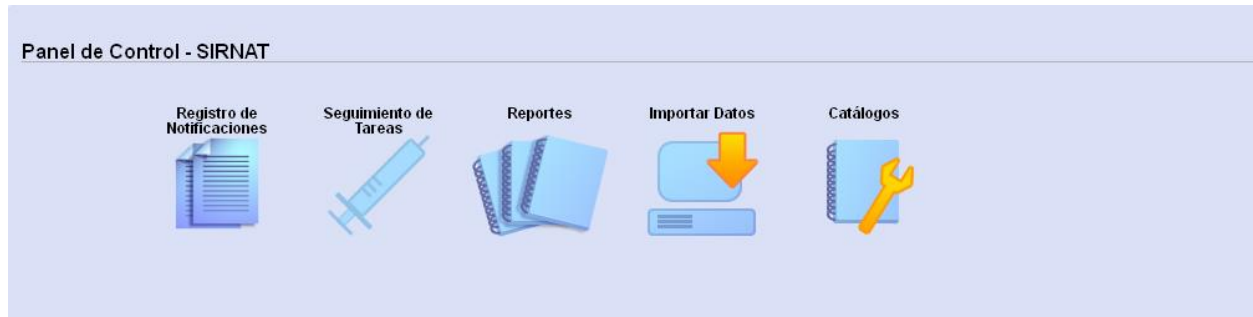 Panel de Control - SIRNAT
Registro de
Notificaciones
Seguimiento de
Tareas
Reportes
Importar Datos
Catálogos